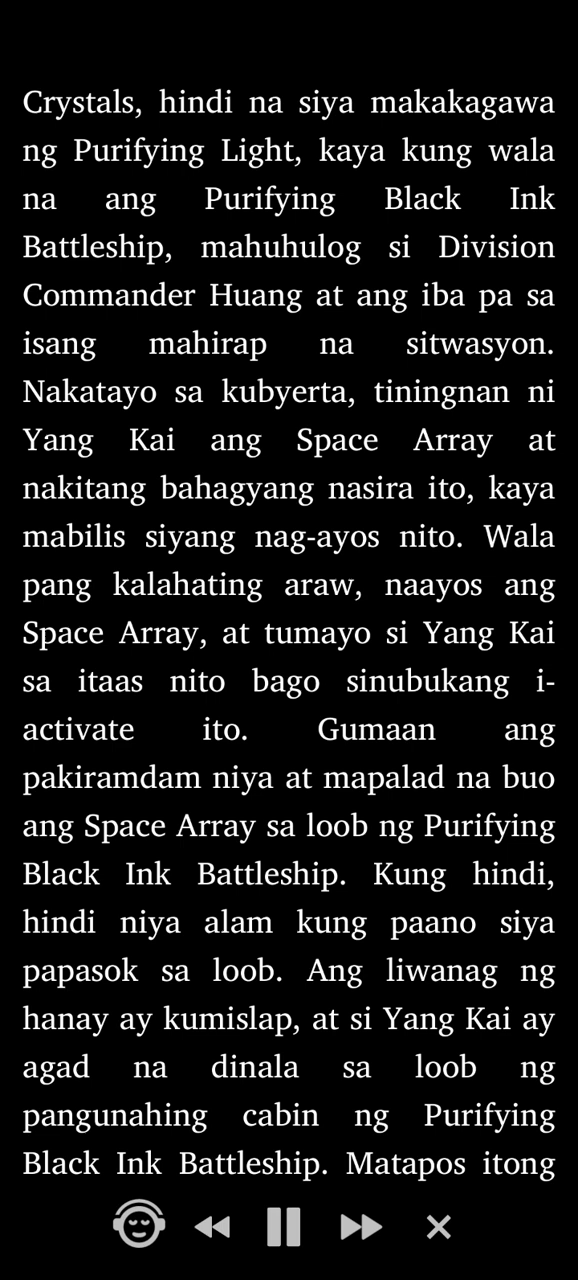 Crystals, hindi na siya makakagawa
ng Purifying Light, kaya kung wala
na ang Purifying Black Ink
Battleship, mahuhulog si Division
Commander Huang at ang iba pa sa
isang mahirap na sitwasyon.
Nakatayo sa kubyerta, tiningnan ni
Yang Kai ang Space Array at
nakitang bahagyang nasira ito, kaya
mabilis siyang nag-ayos nito. Wala
pang kalahating araw, naayos ang
Space Array, at tumayo si Yang Kai
sa itaas nito bago sinubukang i-
activate ito. Gumaan ang
pakiramdam niya at mapalad na buo
ang Space Array sa loob ng Purifying
Black Ink Battleship. Kung hindi,
hindi niya alam kung paano siya
papasok sa loob. Ang liwanag ng
hanay ay kumislap, at si Yang Kai ay
agad na dinala sa loob ng
pangunahing cabin ng Purifying
Black Ink Battleship. Matapos itong